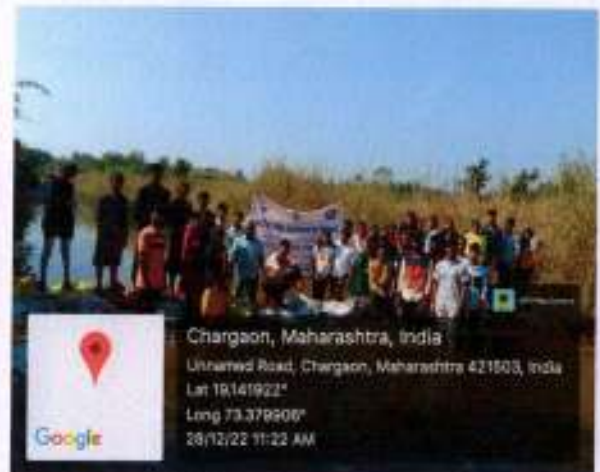 Chargaon, Maharashtra, India
Unnamed Road, Chargaon, Maharashtra 421503, India
Lat 19.141922°
Long 73.379906°
28/12/22 11:22 AM
Google